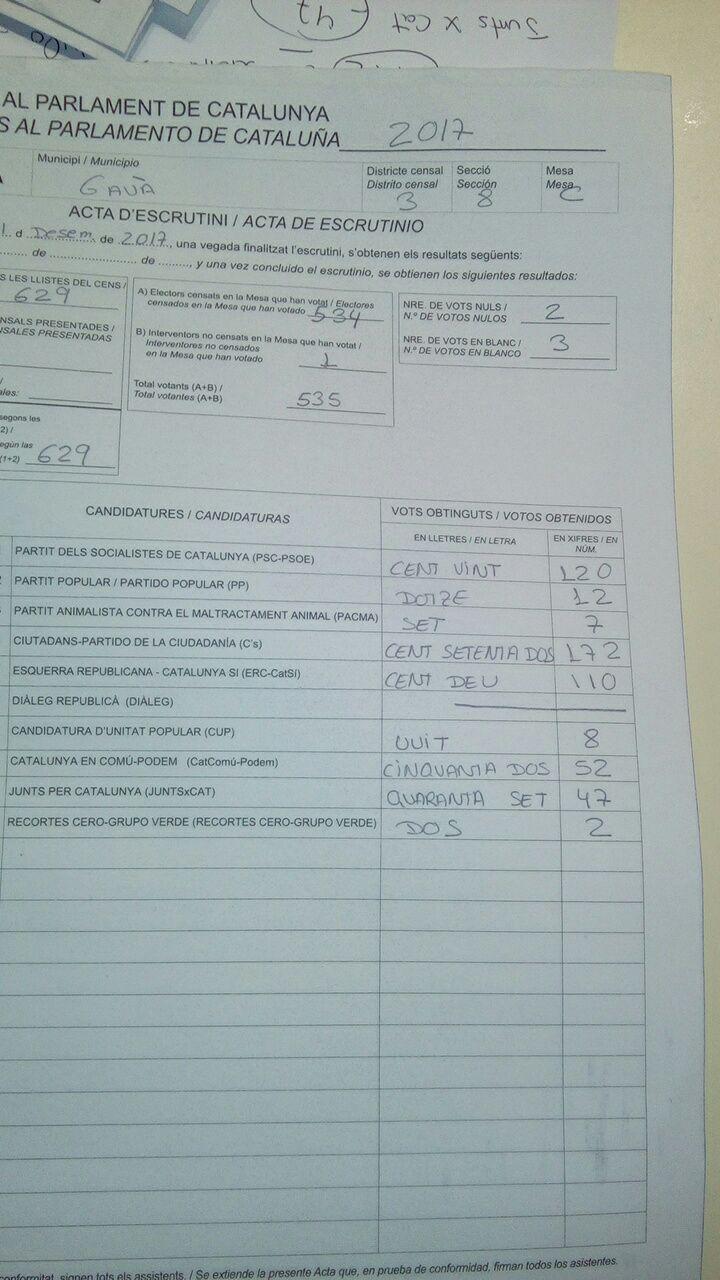 Junts X Cat 47
AL PARLAMENT DE CATALUNYA
S AL PARLAMENTO DE CATALUÑA 2017
Municipi / Municipio
GAVÀ
Districte censal
Distrito censal
3
Secció
Sección
8
Mesa
Mesa
C
ACTA D'ESCRUTINI / ACTA DE ESCRUTINIO
d Desem. de 2017, una vegada finalitzat l'escrutini, s'obtenen els resultats següents:
de de , y una vez concluido el escrutinio, se obtienen los siguientes resultados:
S LES LLISTES DEL CENS /
629
NSALS PRESENTADES /
NSALES PRESENTADAS
ales:
segons les
2) /
egún las
(1+2) 629
A) Electors censats en la Mesa que han votat / Electores
censados en la Mesa que han votado 534
B) Interventors no censats en la Mesa que han votat /
Interventores no censados
en la Mesa que han votado 1
Total votants (A+B) /
Total votantes (A+B) 535
NRE. DE VOTS NULS /
N.º DE VOTOS NULOS 2
NRE. DE VOTS EN BLANC /
N.º DE VOTOS EN BLANCO 3
CANDIDATURES / CANDIDATURAS
VOTS OBTINGUTS / VOTOS OBTENIDOS
EN LLETRES / EN LETRA
EN XIFRES / EN
NÚM.
PARTIT DELS SOCIALISTES DE CATALUNYA (PSC-PSOE) CENT VINT 120
PARTIT POPULAR / PARTIDO POPULAR (PP) DOTZE 12
PARTIT ANIMALISTA CONTRA EL MALTRACTAMENT ANIMAL (PACMA) SET 7
CIUTADANS-PARTIDO DE LA CIUDADANÍA (C's) CENT SETENTA DOS 172
ESQUERRA REPUBLICANA - CATALUNYA SI (ERC-CatSÍ) CENT DEU 110
DIÀLEG REPUBLICÀ (DIÀLEG)
CANDIDATURA D'UNITAT POPULAR (CUP) VUIT 8
CATALUNYA EN COMÚ-PODEM (CatComú-Podem) CINQUANTA DOS 52
JUNTS PER CATALUNYA (JUNTSxCAT) QUARANTA SET 47
RECORTES CERO-GRUPO VERDE (RECORTES CERO-GRUPO VERDE) DOS 2
conformitat, signen tots els assistents. / Se extiende la presente Acta que, en prueba de conformidad, firman todos los asistentes.